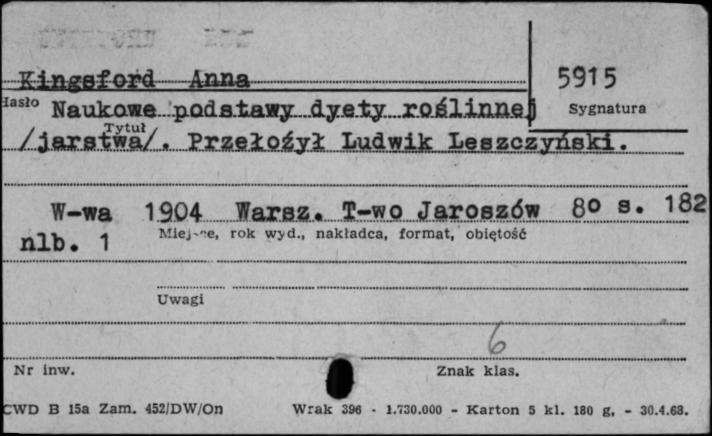 Kingsford Anna
5915
Hasło
Sygnatura
Naukowe podstawy dyety roślinnej
Tytuł
/jarstwa/. Przełożył Ludwik Leszczyński.
W-wa 1904 Warsz. T-wo Jaroszów 8o s. 182
nlb. 1
Miejsce, rok wyd., nakładca, format, objętość
Uwagi
6
Nr inw.
Znak klas.
CWD B 15a Zam. 452/DW/On
Wrak 396 - 1.730.000 - Karton 5 kl. 180 g. - 30.4.68.